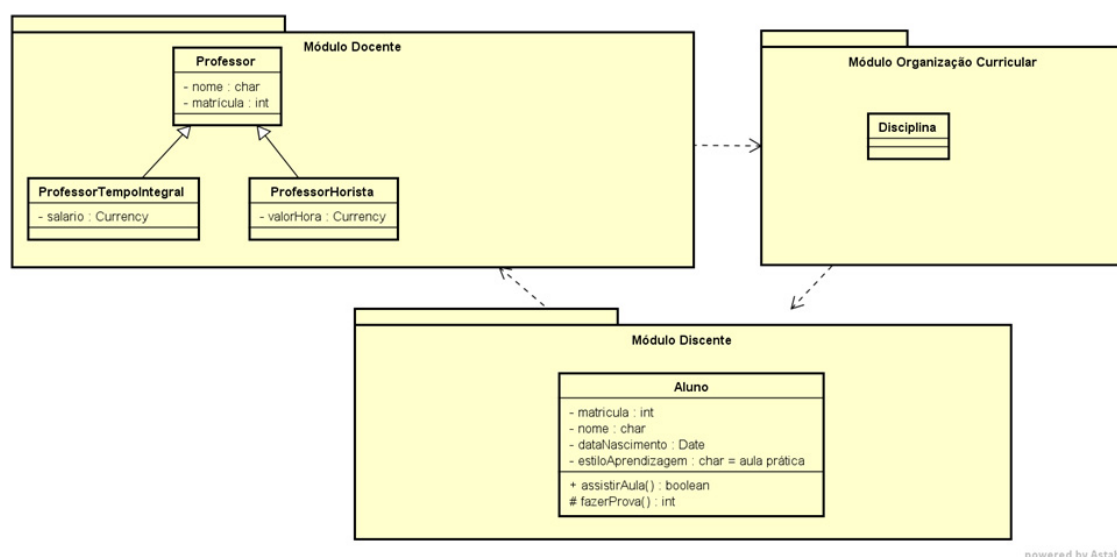 Módulo Docente
Professor
- nome : char
- matrícula : int
ProfessorTempoIntegral
- salario : Currency
ProfessorHorista
- valorHora : Currency
Módulo Organização Curricular
Disciplina
Módulo Discente
Aluno
- matricula : int
- nome : char
- dataNascimento : Date
- estiloAprendizagem : char = aula prática
+ assistirAula() : boolean
# fazerProva() : int
powered by